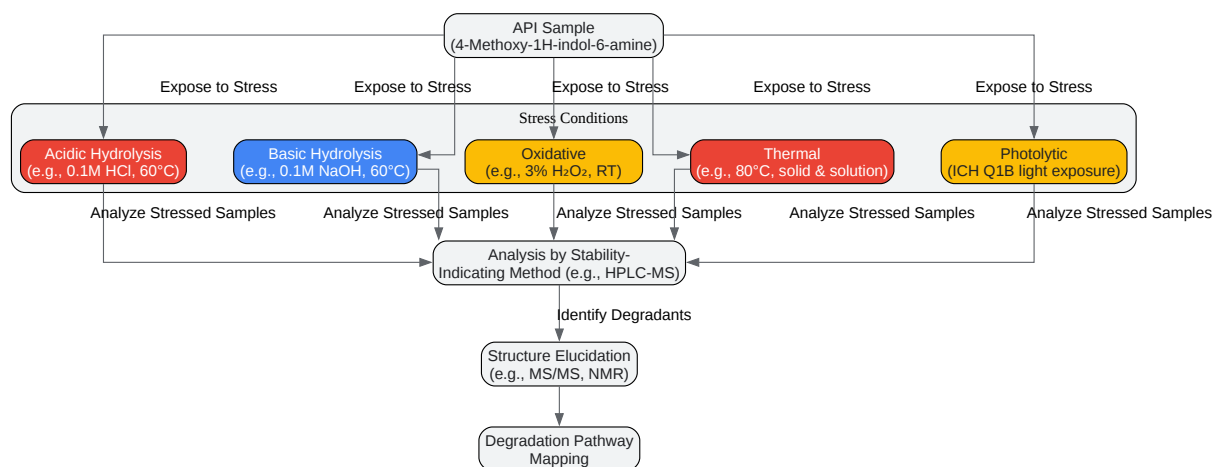 API Sample
(4-Methoxy-1H-indol-6-amine)
Expose to Stress
Expose to Stress
Expose to Stress
Expose to Stress
Expose to Stress
Stress Conditions
Acidic Hydrolysis
(e.g., 0.1M HCl, 60°C)
Basic Hydrolysis
(e.g., 0.1M NaOH, 60°C)
Oxidative
(e.g., 3% H₂O₂, RT)
Thermal
(e.g., 80°C, solid & solution)
Photolytic
(ICH Q1B light exposure)
Analyze Stressed Samples
Analyze Stressed Samples
Analyze Stressed Samples
Analyze Stressed Samples
Analyze Stressed Samples
Analysis by Stability-
Indicating Method (e.g., HPLC-MS)
Identify Degradants
Structure Elucidation
(e.g., MS/MS, NMR)
Degradation Pathway
Mapping